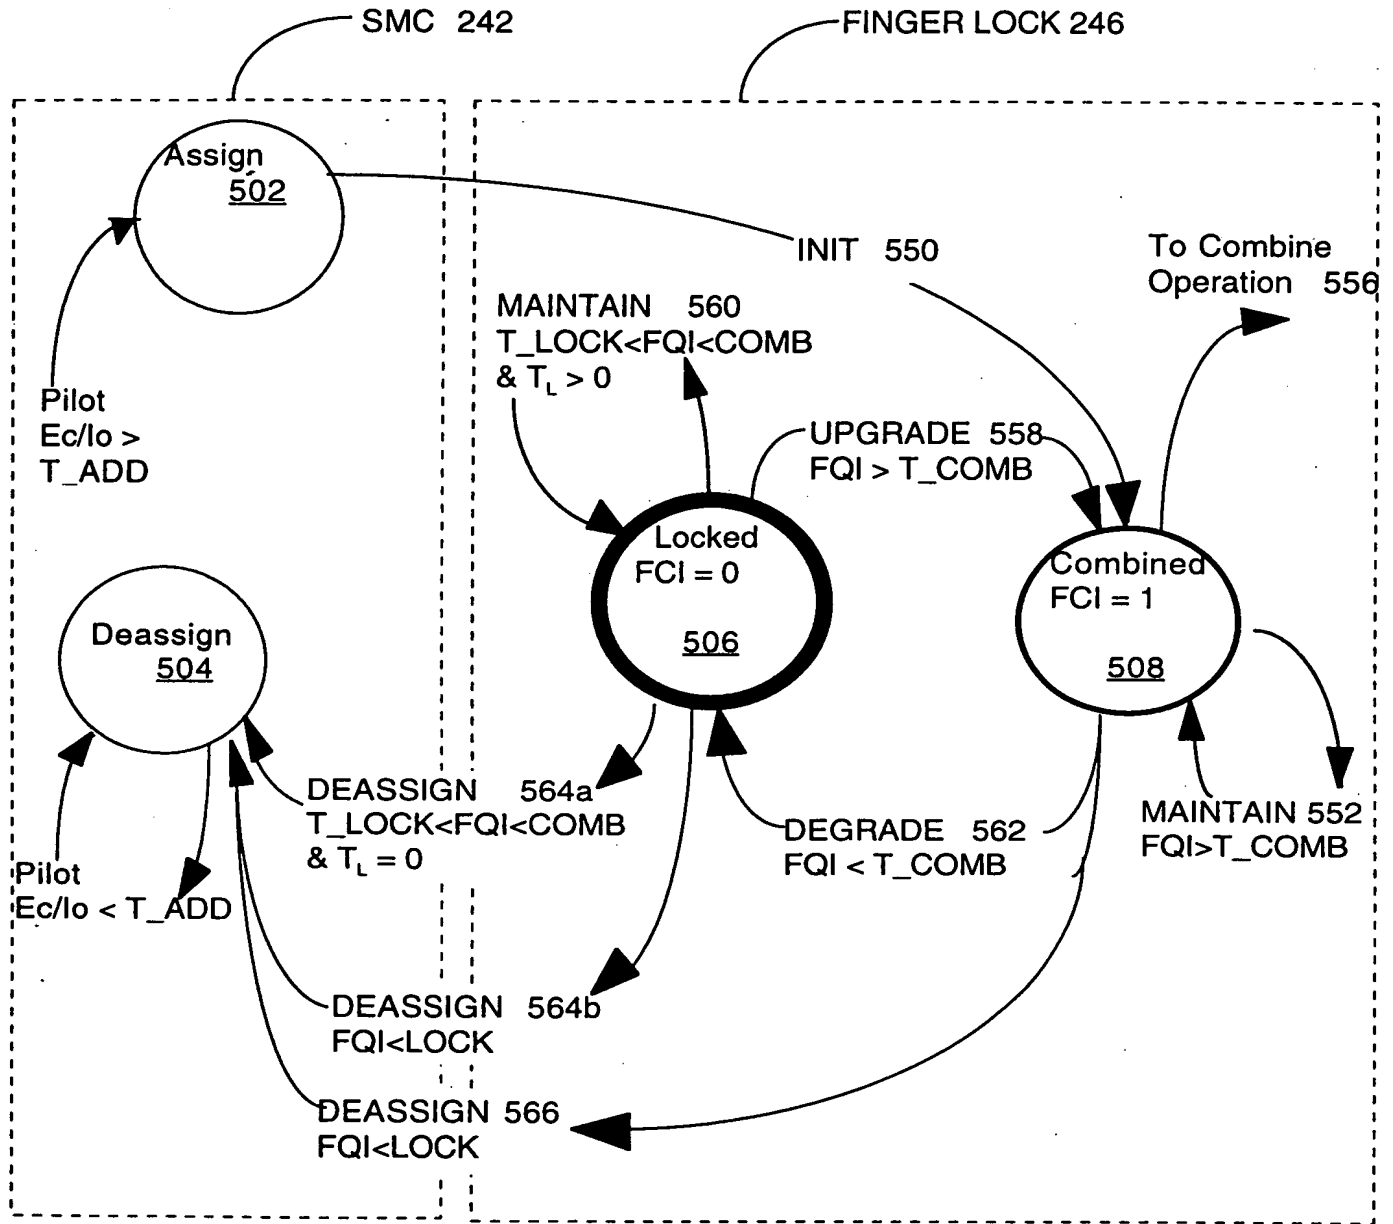 SMC 242
FINGER LOCK 246
Assign
502
INIT 550
To Combine
Operation 556
MAINTAIN 560
T_LOCK<FQI<COMB
& T_L > 0
Pilot
Ec/Io >
T_ADD
UPGRADE 558
FQI > T_COMB
Locked
FCI = 0
506
Combined
FCI = 1
508
Deassign
504
DEASSIGN 564a
T_LOCK<FQI<COMB
& T_L = 0
DEGRADE 562
FQI < T_COMB
MAINTAIN 552
FQI>T_COMB
Pilot
Ec/Io < T_ADD
DEASSIGN 564b
FQI<LOCK
DEASSIGN 566
FQI<LOCK